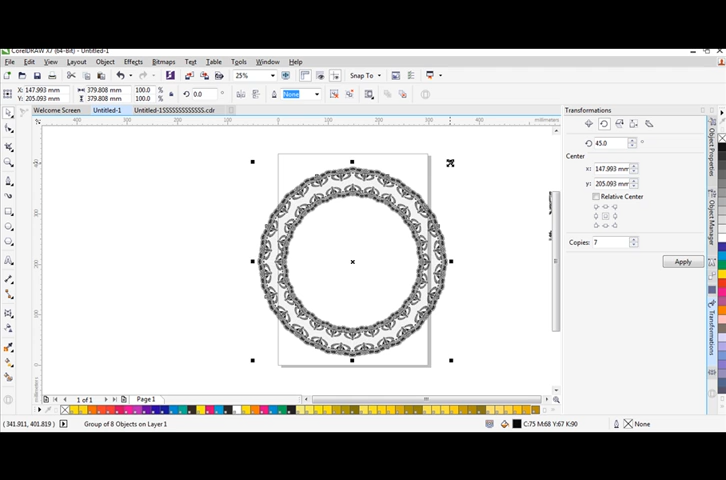 CorelDRAW X7 (64-Bit) - Untitled-1
File Edit View Layout Object Effects Bitmaps Text Table Tools Window Help
25% Snap To
X: 147.993 mm 379.808 mm 100.0 %
Y: 205.093 mm 379.808 mm 100.0 %
0.0 ° None
Welcome Screen Untitled-1 Untitled-1SSSSSSSSSSSSSS.cdr
millimeters
Transformations
45.0 °
Center
x: 147.993 mm
y: 205.093 mm
Relative Center
Copies: 7
Apply
Object Properties
Object Manager
Transformations
1 of 1 Page 1
(341.911, 401.819) Group of 8 Objects on Layer 1 C:75 M:68 Y:67 K:90 None